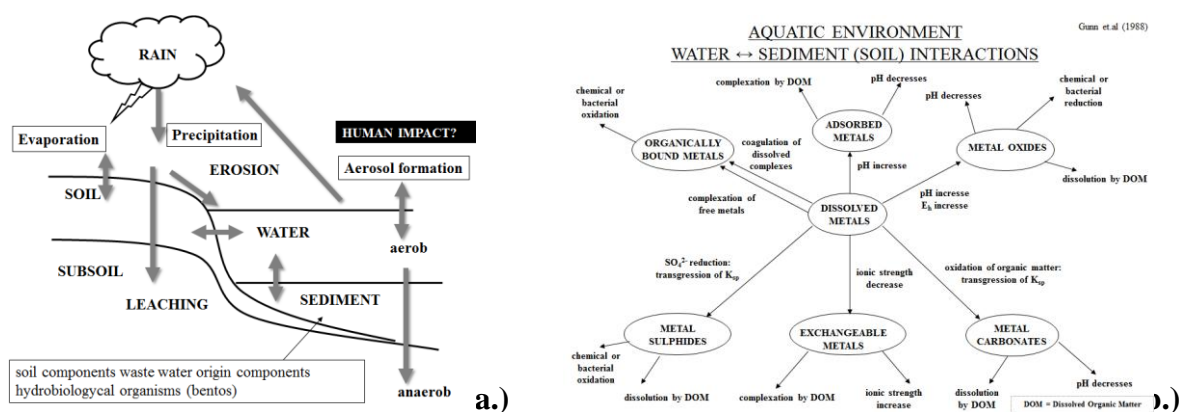 RAIN
Evaporation
Precipitation
HUMAN IMPACT?
EROSION
Aerosol formation
SOIL
WATER
aerob
SUBSOIL
LEACHING
SEDIMENT
soil components waste water origin components
hydrobiologycal organisms (bentos)
anaerob
a.)
Gunn et.al (1988)
AQUATIC ENVIRONMENT
WATER ↔ SEDIMENT (SOIL) INTERACTIONS
complexation by DOM
pH decreases
chemical or
bacterial
oxidation
pH decreases
chemical or
bacterial
reduction
ORGANICALLY
BOUND METALS
coagulation of
dissolved
complexes
ADSORBED
METALS
METAL OXIDES
pH increase
dissolution by DOM
complexation of
free metals
DISSOLVED
METALS
pH incresse
Eh incresse
SO₄²⁻ reduction:
transgression of Ksp
ionic strength
decrease
oxidation of organic matter:
transgression of Ksp
METAL
SULPHIDES
EXCHANGEABLE
METALS
METAL
CARBONATES
chemical or
bacterial
oxidation
dissolution by DOM
complexation by DOM
ionic strength
increase
dissolution
by DOM
pH decreases
DOM = Dissolved Organic Matter
.)